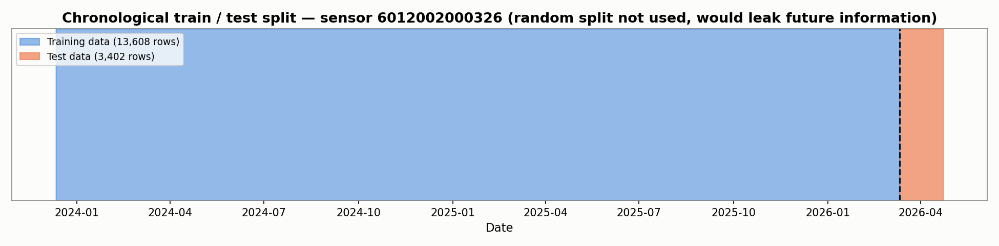 Chronological train / test split — sensor 6012002000326 (random split not used, would leak future information)
Training data (13,608 rows)
Test data (3,402 rows)
2024-01 2024-04 2024-07 2024-10 2025-01 2025-04 2025-07 2025-10 2026-01 2026-04
Date